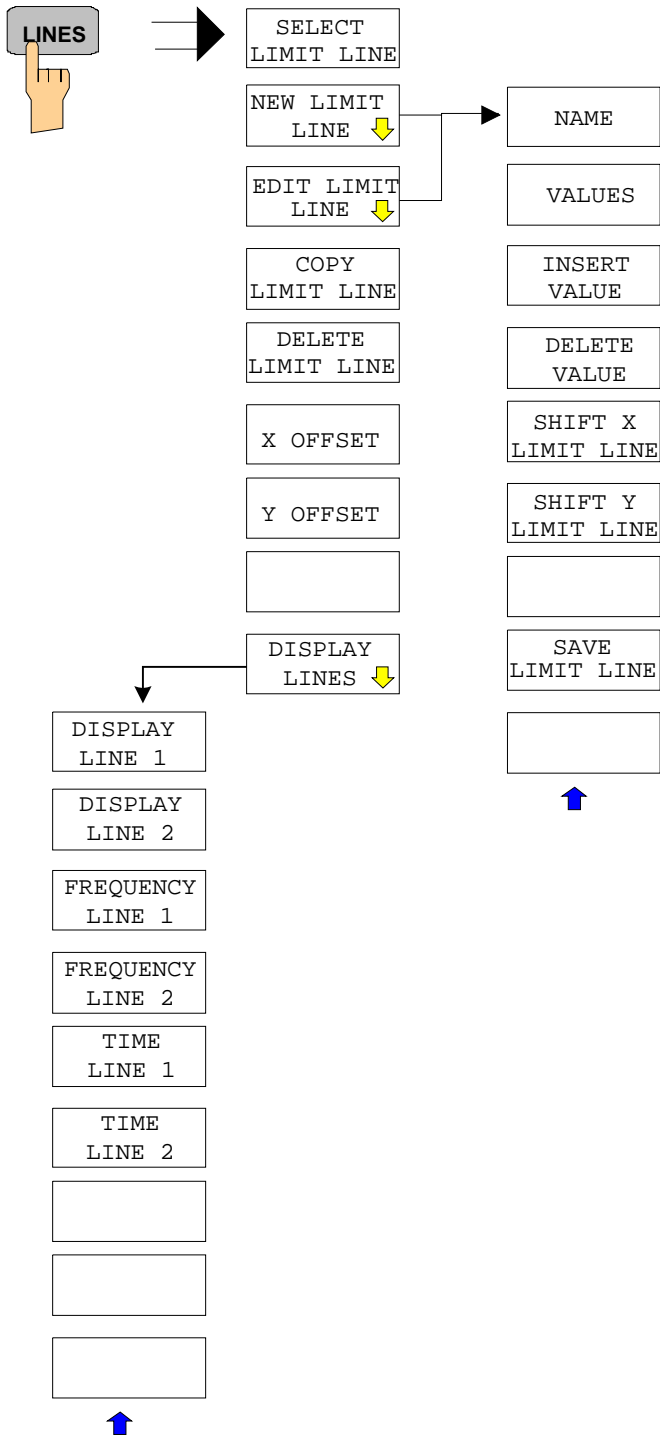 LINES
SELECT
LIMIT LINE
NEW LIMIT
LINE
EDIT LIMIT
LINE
COPY
LIMIT LINE
DELETE
LIMIT LINE
X OFFSET
Y OFFSET
DISPLAY
LINES
NAME
VALUES
INSERT
VALUE
DELETE
VALUE
SHIFT X
LIMIT LINE
SHIFT Y
LIMIT LINE
SAVE
LIMIT LINE
DISPLAY
LINE 1
DISPLAY
LINE 2
FREQUENCY
LINE 1
FREQUENCY
LINE 2
TIME
LINE 1
TIME
LINE 2